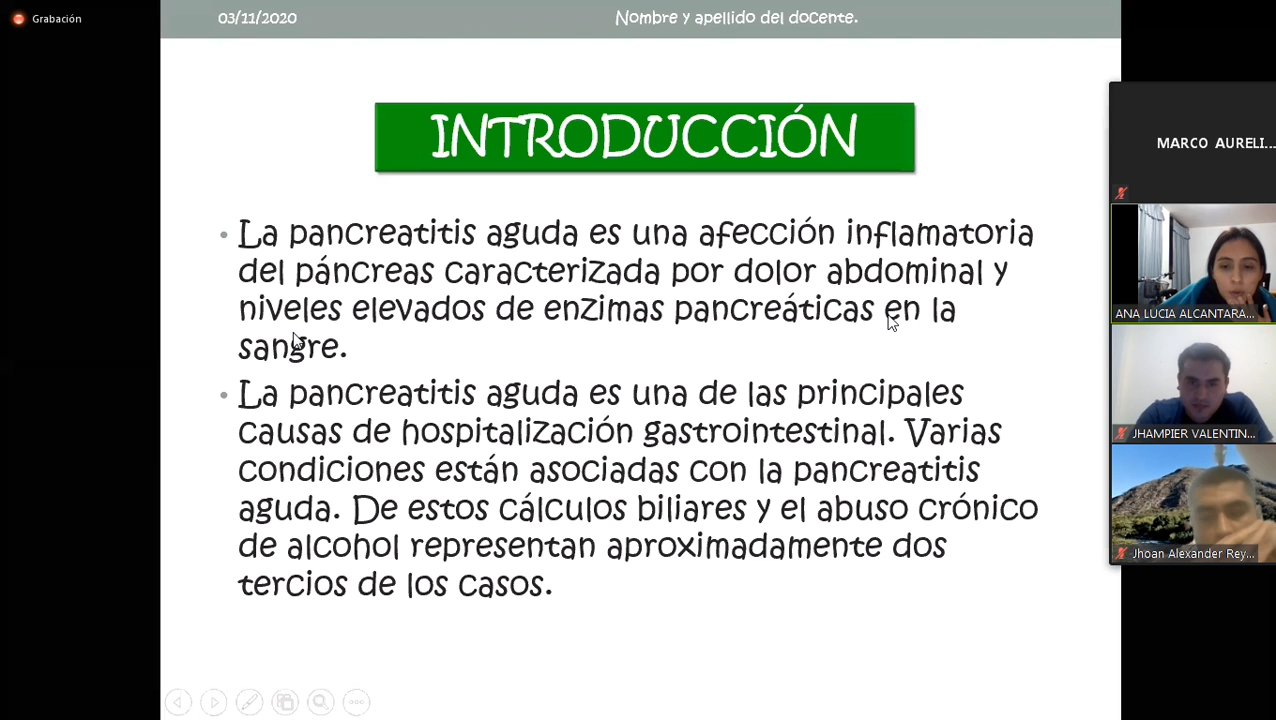 Grabación
03/11/2020
Nombre y apellido del docente.
INTRODUCCIÓN
• La pancreatitis aguda es una afección inflamatoria
del páncreas caracterizada por dolor abdominal y
niveles elevados de enzimas pancreáticas en la
sangre.
• La pancreatitis aguda es una de las principales
causas de hospitalización gastrointestinal. Varias
condiciones están asociadas con la pancreatitis
aguda. De estos cálculos biliares y el abuso crónico
de alcohol representan aproximadamente dos
tercios de los casos.
MARCO AURELI...
ANA LUCIA ALCANTARA...
JHAMPIER VALENTIN...
Jhoan Alexander Rey...